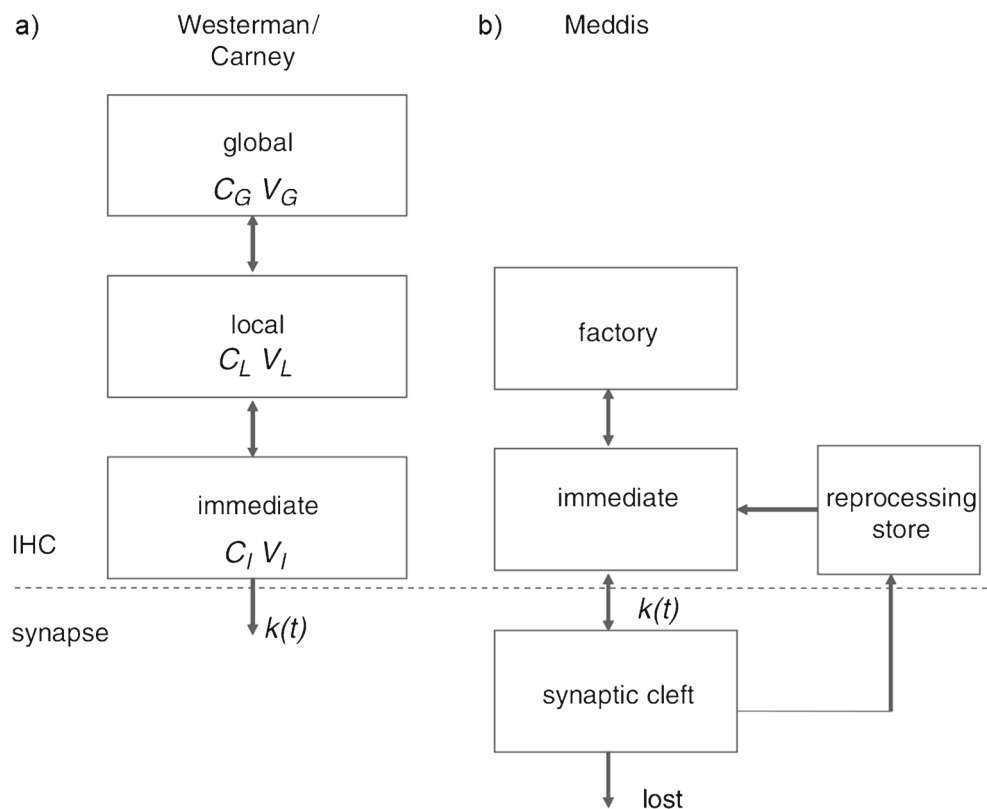 a)
Westerman/
Carney
global
C_G V_G
local
C_L V_L
immediate
C_I V_I
IHC
synapse
k(t)
b)
Meddis
factory
immediate
reprocessing
store
k(t)
synaptic cleft
lost